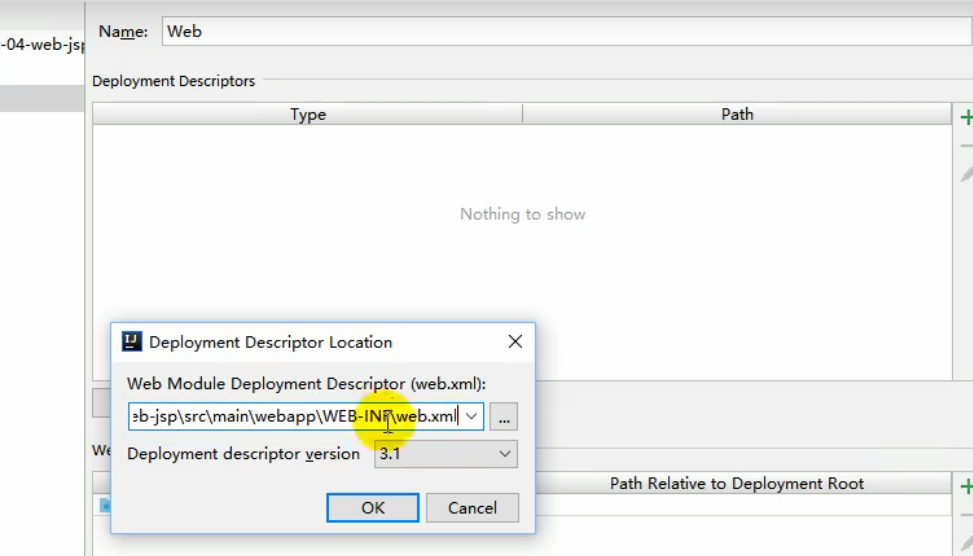 Name: Web
-04-web-jsp
Deployment Descriptors
Type Path
Nothing to show
IJ Deployment Descriptor Location
Web Module Deployment Descriptor (web.xml):
eb-jsp\src\main\webapp\WEB-INF\web.xml ...
Deployment descriptor version 3.1
We
Path Relative to Deployment Root
OK Cancel